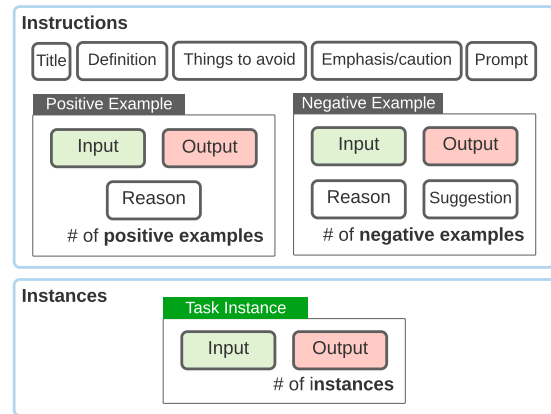 Instructions
Title Definition Things to avoid Emphasis/caution Prompt
Positive Example
Input Output
Reason
# of positive examples
Negative Example
Input Output
Reason Suggestion
# of negative examples
Instances
Task Instance
Input Output
# of instances